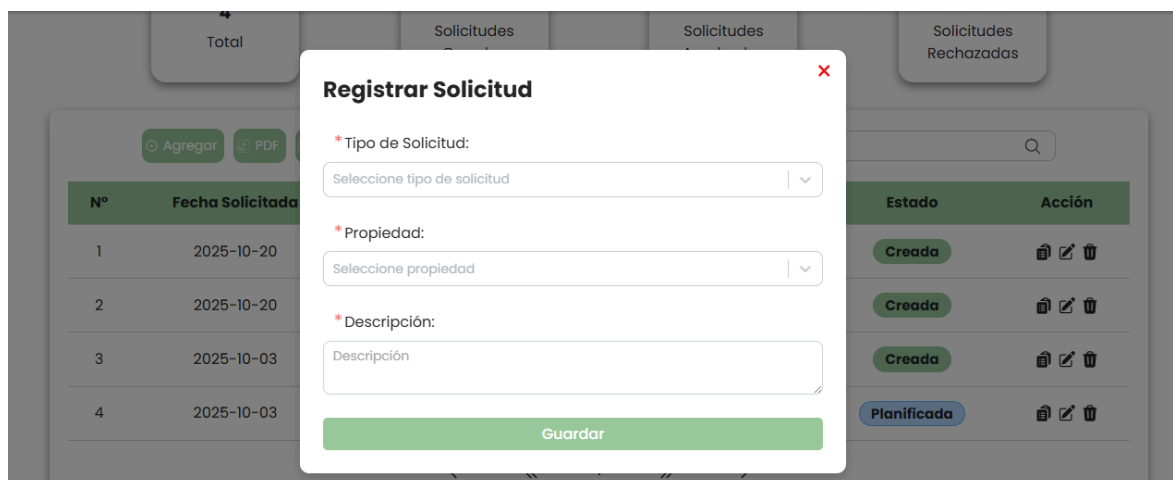 4
Total
Solicitudes
Solicitudes
Solicitudes
Rechazadas
Registrar Solicitud
Agregar
PDF
* Tipo de Solicitud:
Seleccione tipo de solicitud
* Propiedad:
Seleccione propiedad
* Descripción:
Descripción
Guardar
Nº Fecha Solicitada Estado Acción
1 2025-10-20 Creada
2 2025-10-20 Creada
3 2025-10-03 Creada
4 2025-10-03 Planificada